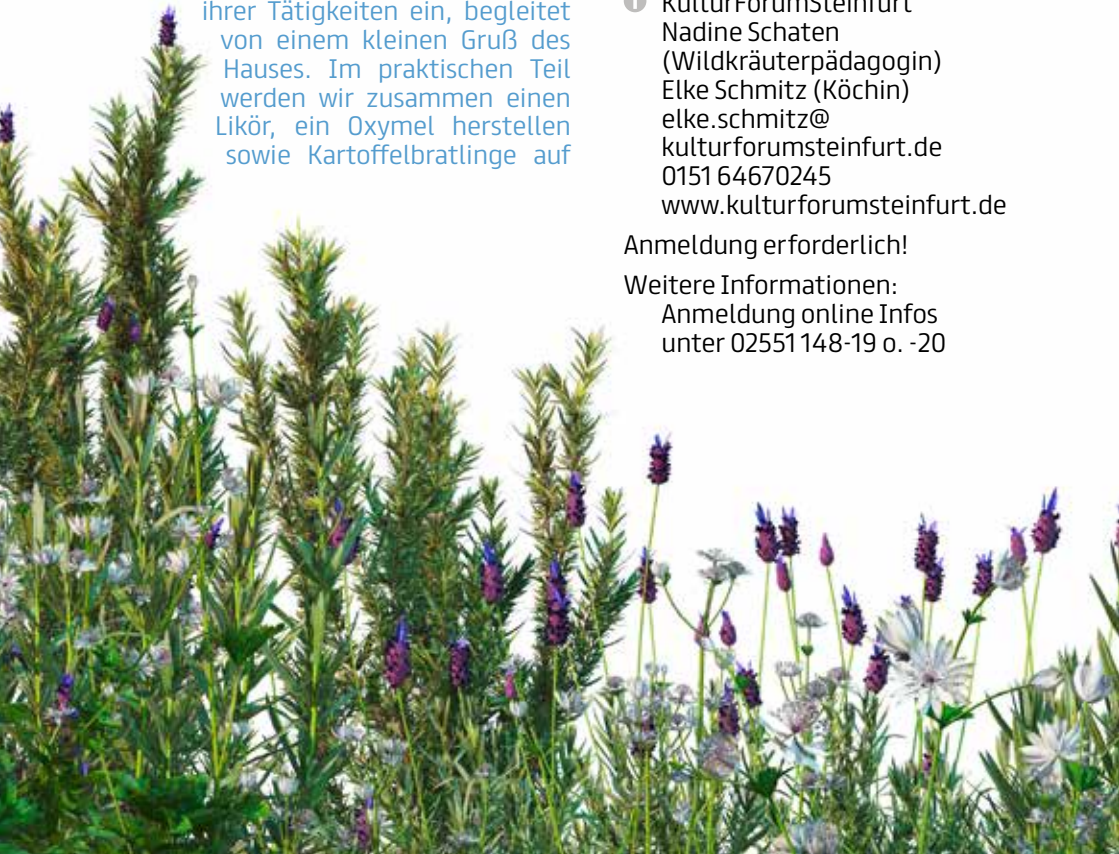 ihrer Tätigkeiten ein, begleitet
von einem kleinen Gruß des
Hauses. Im praktischen Teil
werden wir zusammen einen
Likör, ein Oxymel herstellen
sowie Kartoffelbratlinge auf
KulturForumSteinfurt
Nadine Schaten
(Wildkräuterpädagogin)
Elke Schmitz (Köchin)
elke.schmitz@
kulturforumsteinfurt.de
0151 64670245
www.kulturforumsteinfurt.de
Anmeldung erforderlich!
Weitere Informationen:
Anmeldung online Infos
unter 02551 148-19 o. -20